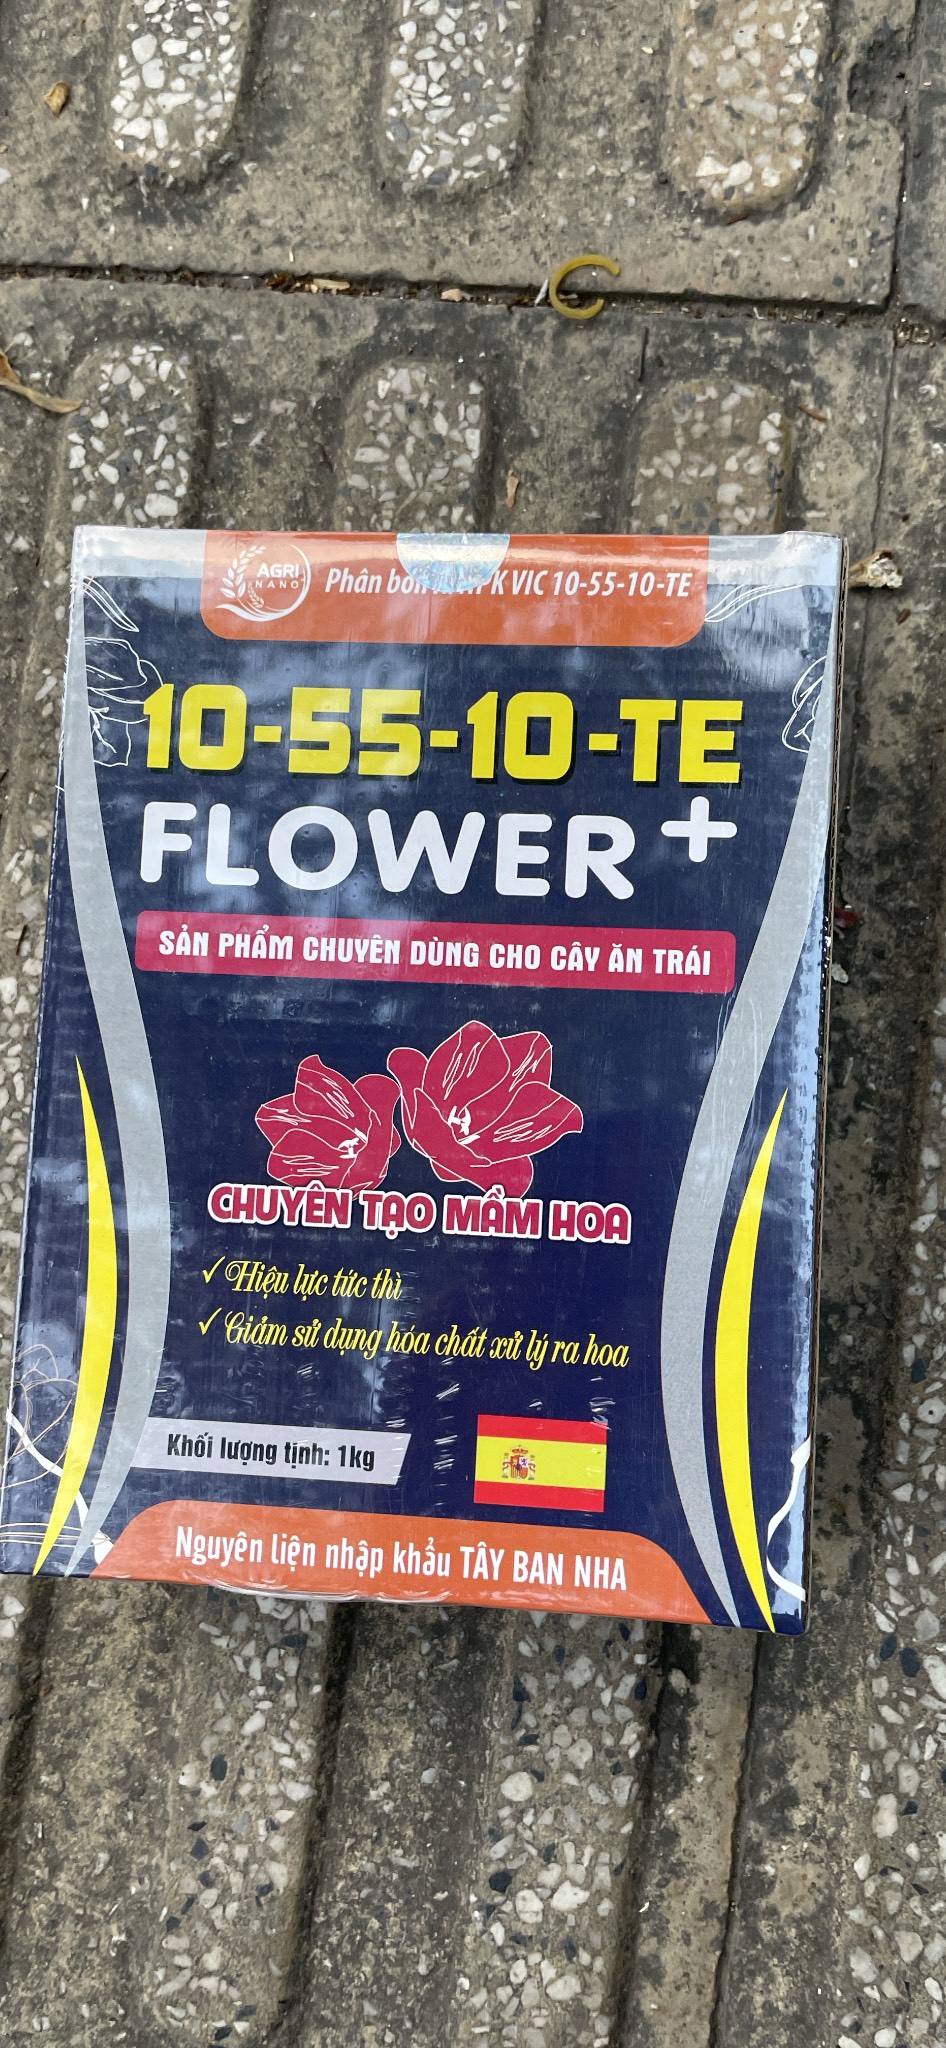 AGRI
NANO
Phân bón K VIC 10-55-10-TE
10-55-10-TE
FLOWER+
SẢN PHẨM CHUYÊN DÙNG CHO CÂY ĂN TRÁI
CHUYÊN TẠO MẦM HOA
✓ Hiệu lực tức thì
✓ Giảm sử dụng hóa chất xử lý ra hoa
Khối lượng tịnh: 1kg
Nguyên liện nhập khẩu TÂY BAN NHA